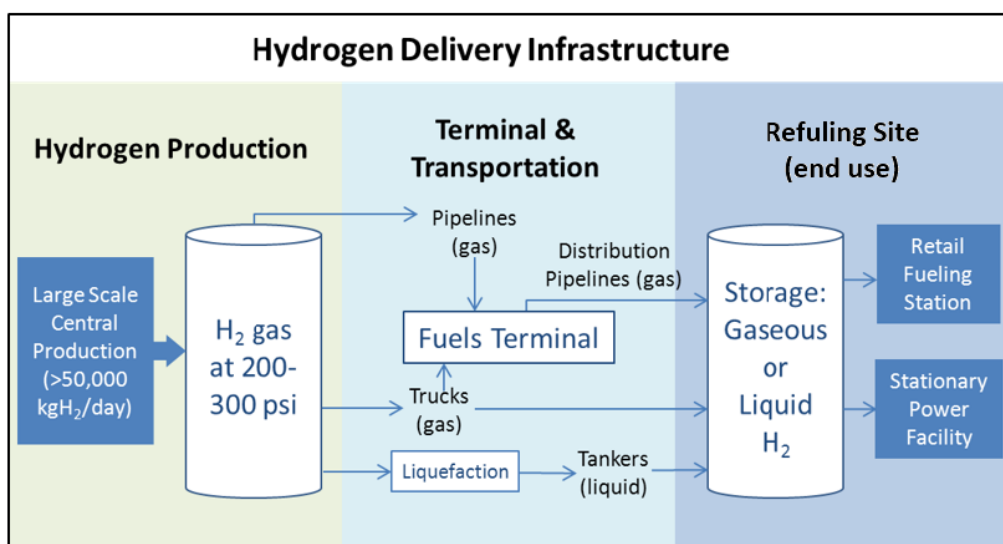 Hydrogen Delivery Infrastructure
Hydrogen Production
Terminal &
Transportation
Refuling Site
(end use)
Large Scale
Central
Production
(>50,000
kgH₂/day)
H₂ gas
at 200-
300 psi
Pipelines
(gas)
Distribution
Pipelines (gas)
Fuels Terminal
Trucks
(gas)
Liquefaction
Tankers
(liquid)
Storage:
Gaseous
or
Liquid
H₂
Retail
Fueling
Station
Stationary
Power
Facility